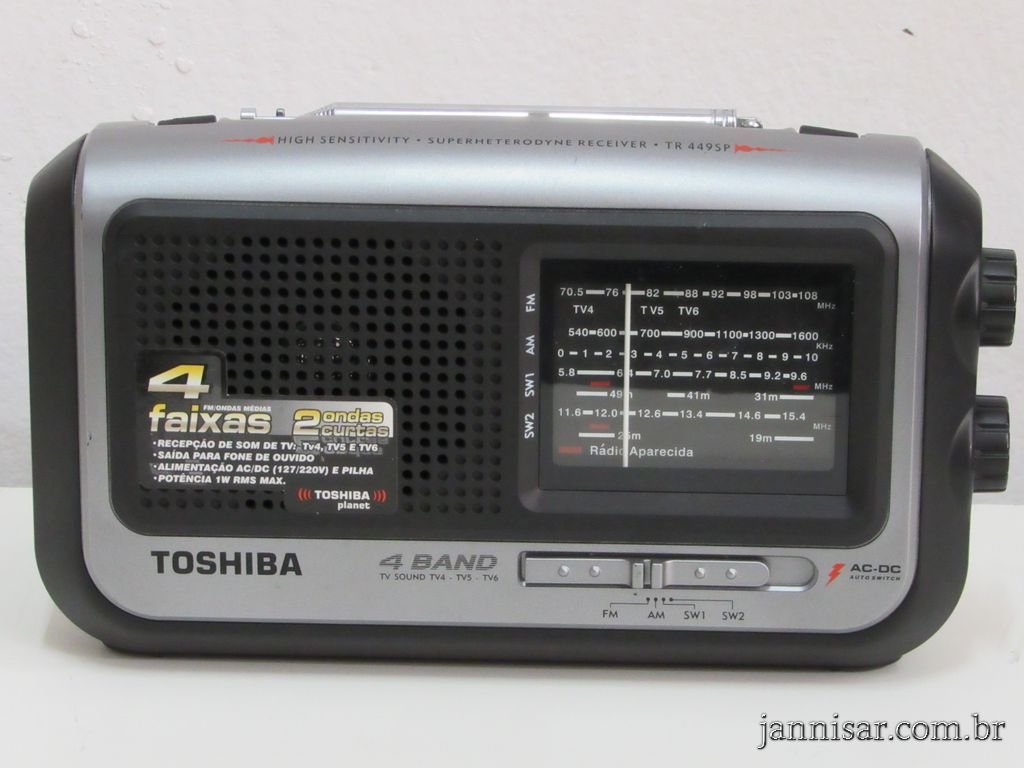 HIGH SENSITIVITY • SUPERHETERODYNE RECEIVER • TR 449SP
FM
70.5 76 82 88 92 98 103 108
MHz
TV4 TV5 TV6
AM
540 600 700 900 1100 1300 1600
KHz
0 1 2 3 4 5 6 7 8 9 10
SW1
5.8 6.4 7.0 7.7 8.5 9.2 9.6
MHz
49m 41m 31m
SW2
11.6 12.0 12.6 13.4 14.6 15.4
MHz
25m 19m
Rádio Aparecida
4
FM/ONDAS MÉDIAS
faixas 2 ondas curtas
•RECEPÇÃO DE SOM DE TV: Tv4, TV5 E TV6
•SAÍDA PARA FONE DE OUVIDO
•ALIMENTAÇÃO AC/DC (127/220V) E PILHA
•POTÊNCIA 1W RMS MAX.
TOSHIBA
planet
TOSHIBA
4 BAND
TV SOUND TV4 - TV5 - TV6
AC-DC
AUTO SWITCH
FM AM SW1 SW2
jannisar.com.br